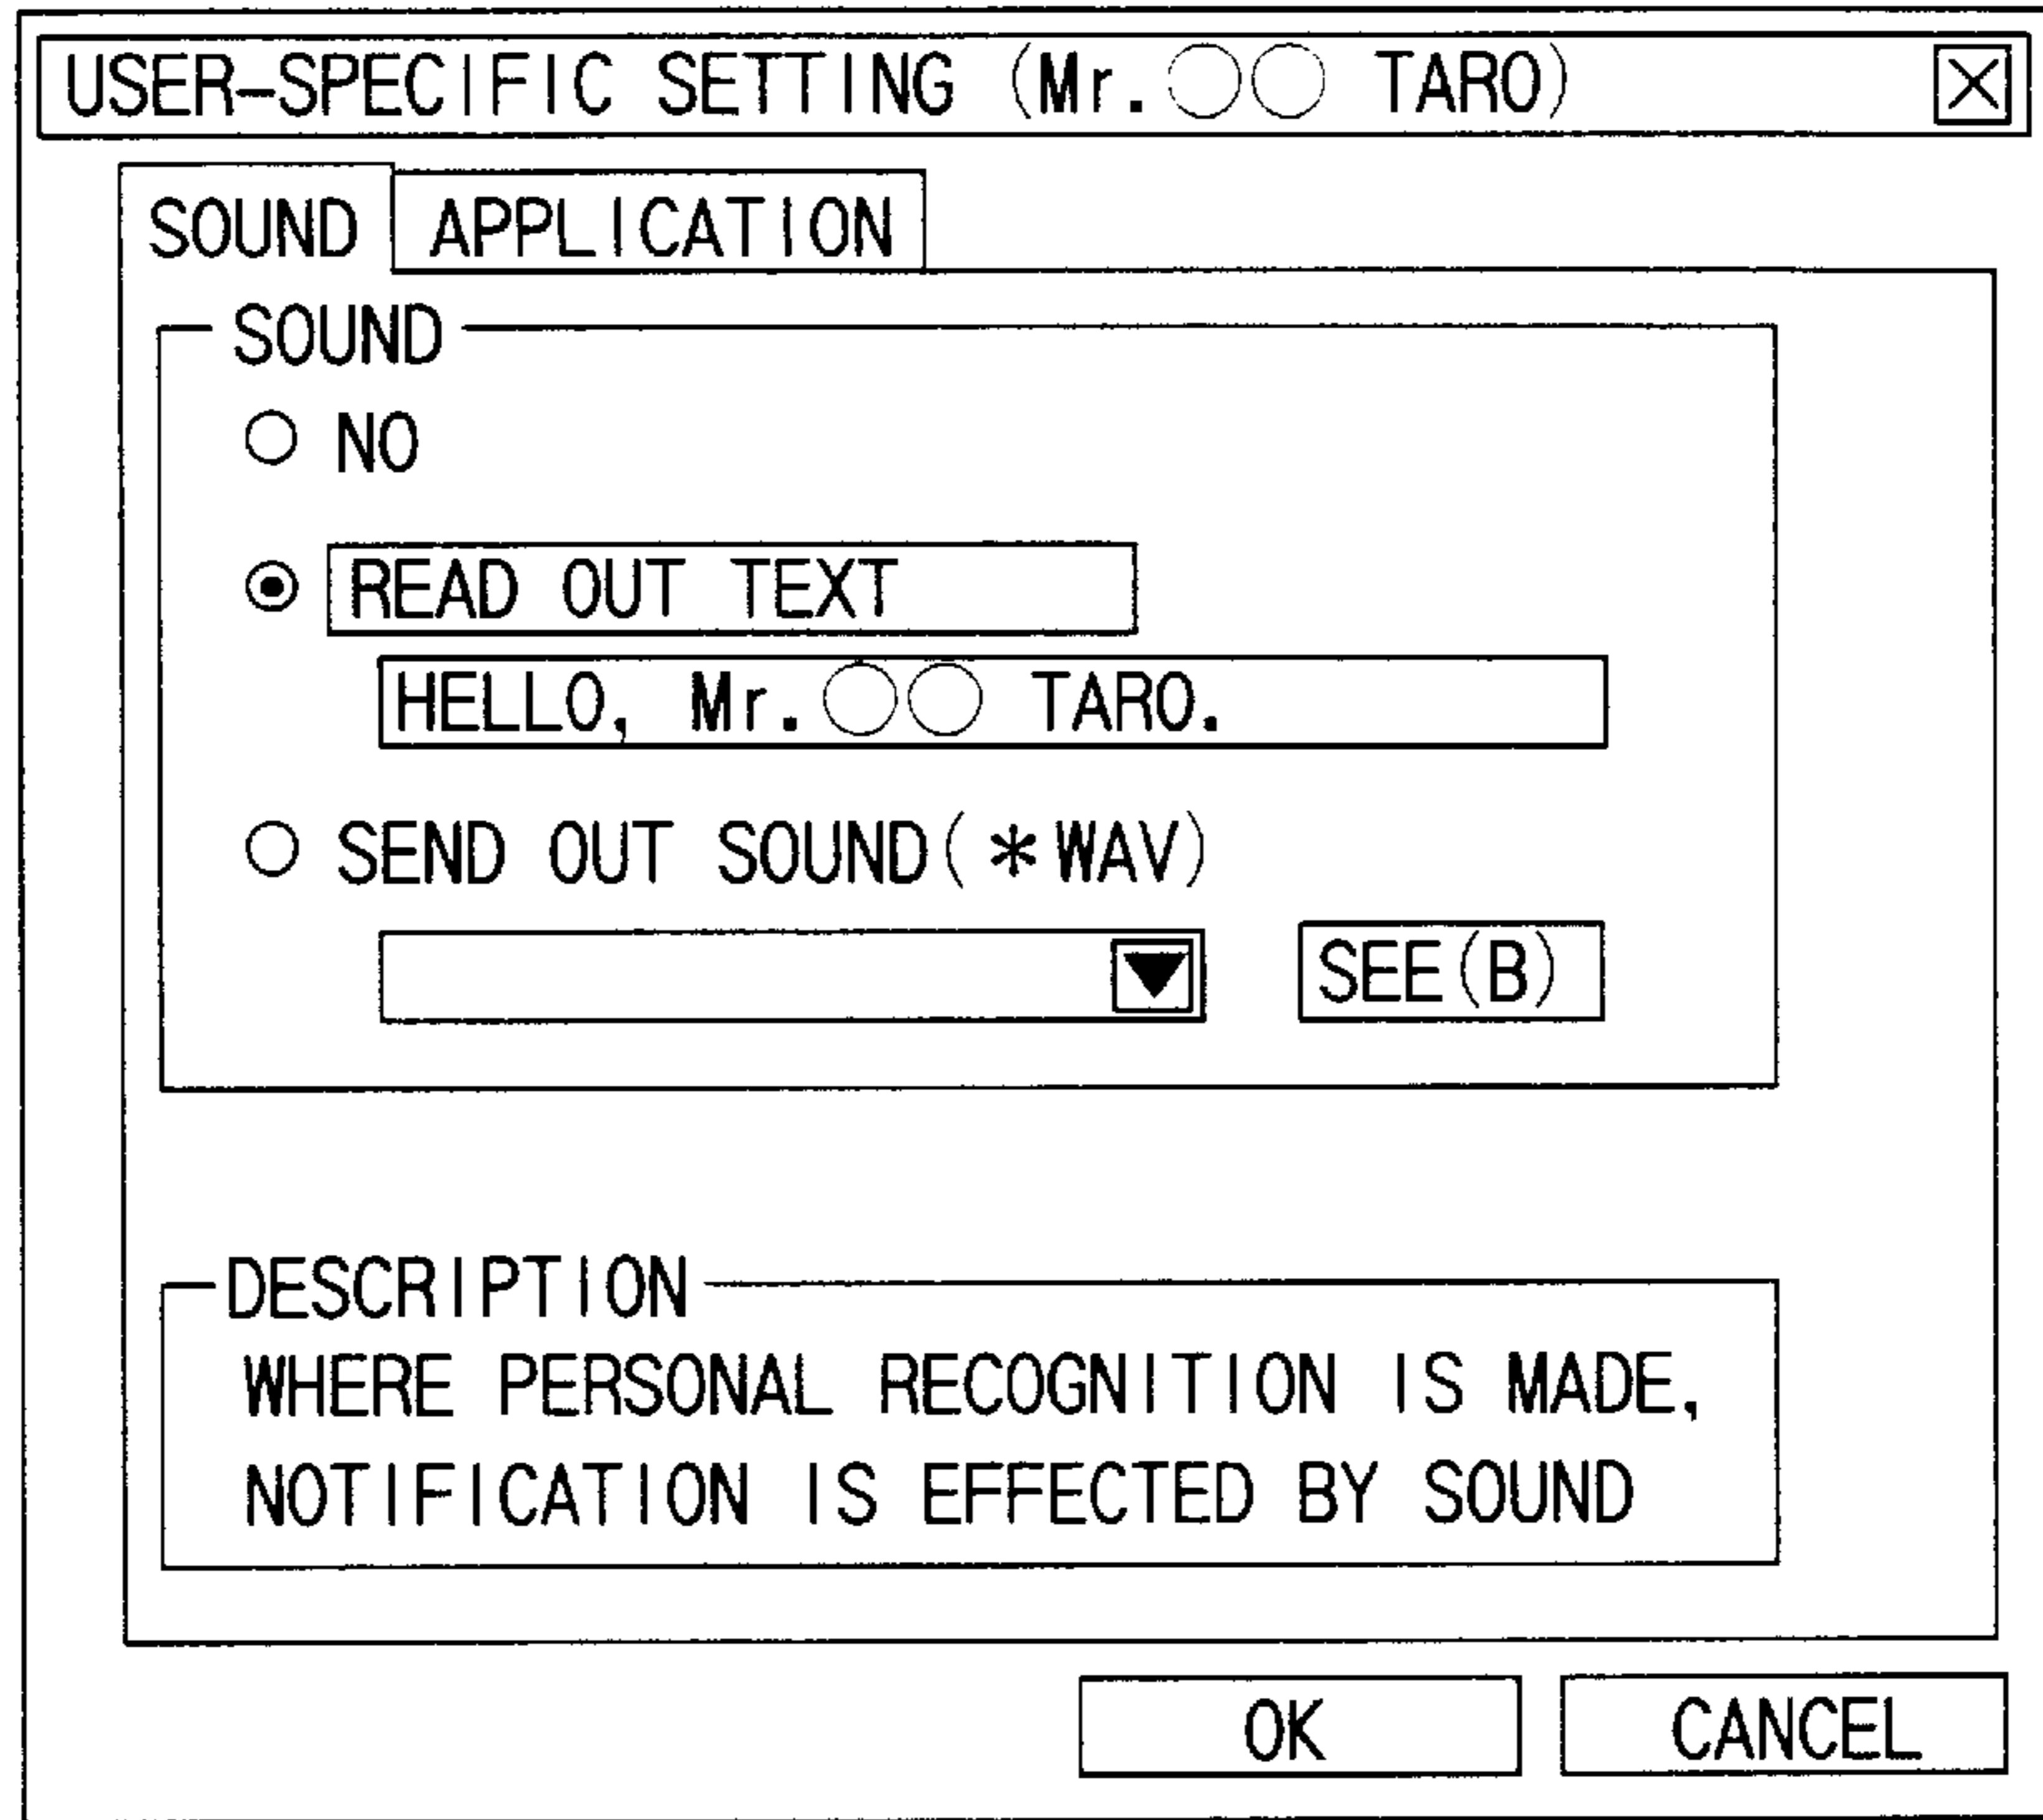 USER-SPECIFIC SETTING (Mr.○○ TARO)
SOUND APPLICATION
SOUND
NO
READ OUT TEXT
HELLO, Mr.○○ TARO.
SEND OUT SOUND(*WAV)
SEE(B)
DESCRIPTION
WHERE PERSONAL RECOGNITION IS MADE,
NOTIFICATION IS EFFECTED BY SOUND
OK CANCEL